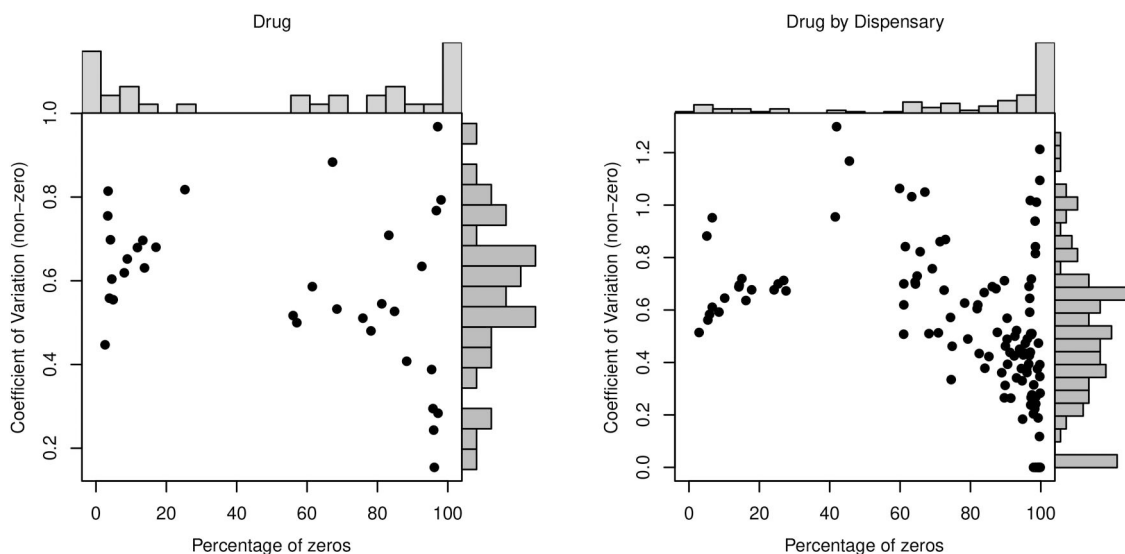 Drug
Coefficient of Variation (non−zero)
1.0
0.8
0.6
0.4
0.2
0 20 40 60 80 100
Percentage of zeros
Drug by Dispensary
Coefficient of Variation (non−zero)
1.2
1.0
0.8
0.6
0.4
0.2
0.0
0 20 40 60 80 100
Percentage of zeros